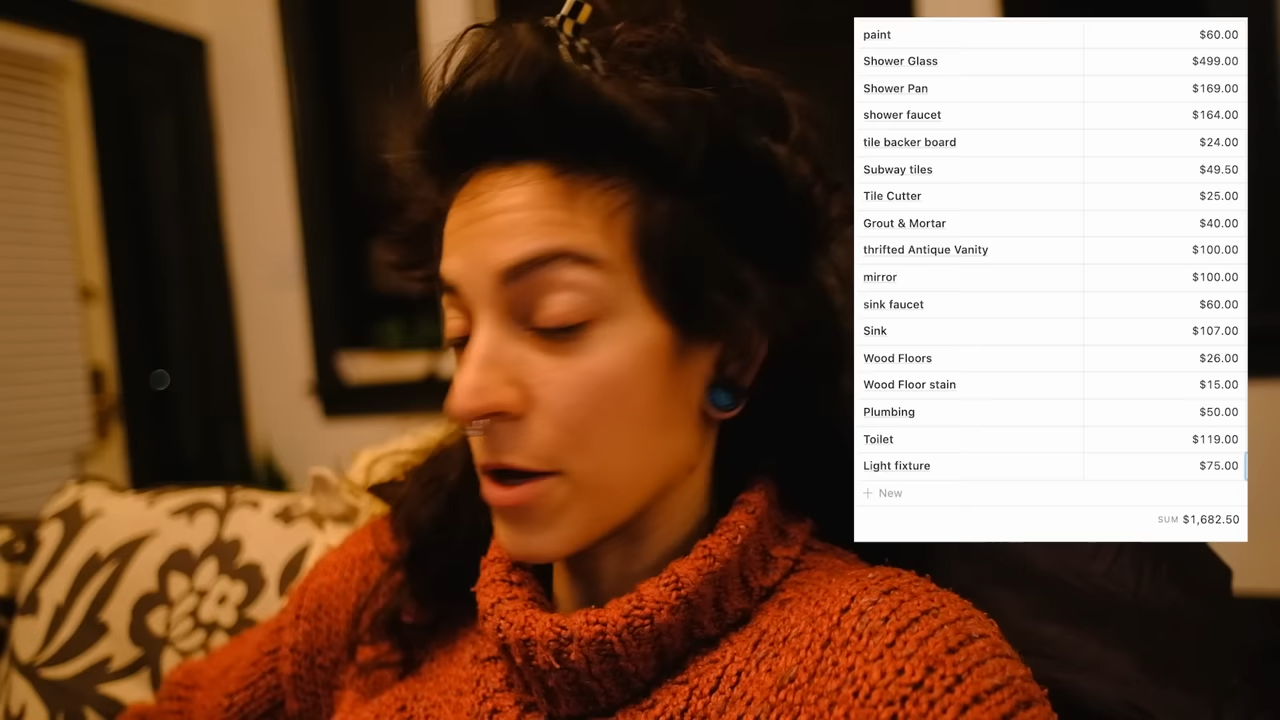 paint $60.00
Shower Glass $499.00
Shower Pan $169.00
shower faucet $164.00
tile backer board $24.00
Subway tiles $49.50
Tile Cutter $25.00
Grout & Mortar $40.00
thrifted Antique Vanity $100.00
mirror $100.00
sink faucet $60.00
Sink $107.00
Wood Floors $26.00
Wood Floor stain $15.00
Plumbing $50.00
Toilet $119.00
Light fixture $75.00
+ New
SUM $1,682.50